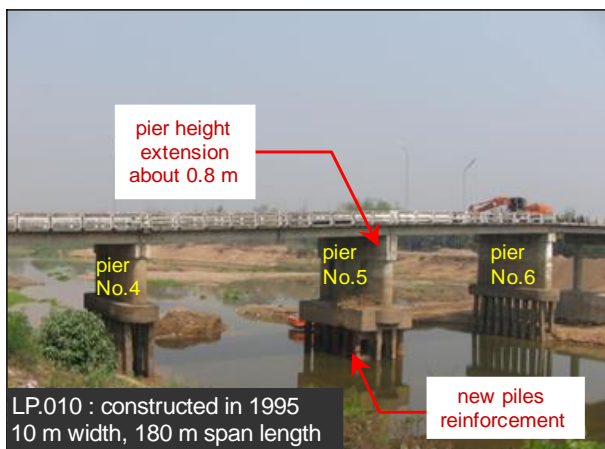 pier height
extension
about 0.8 m
pier
No.4
pier
No.5
pier
No.6
new piles
reinforcement
LP.010 : constructed in 1995
10 m width, 180 m span length